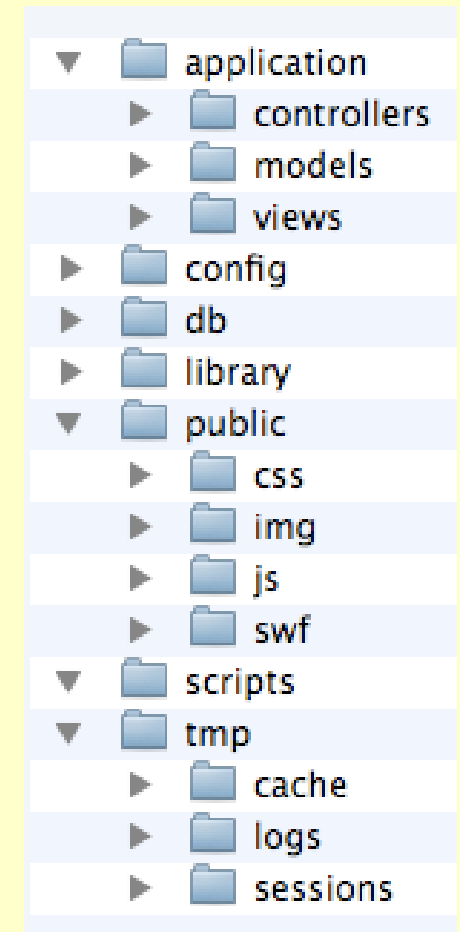 application
controllers
models
views
config
db
library
public
css
img
js
swf
scripts
tmp
cache
logs
sessions